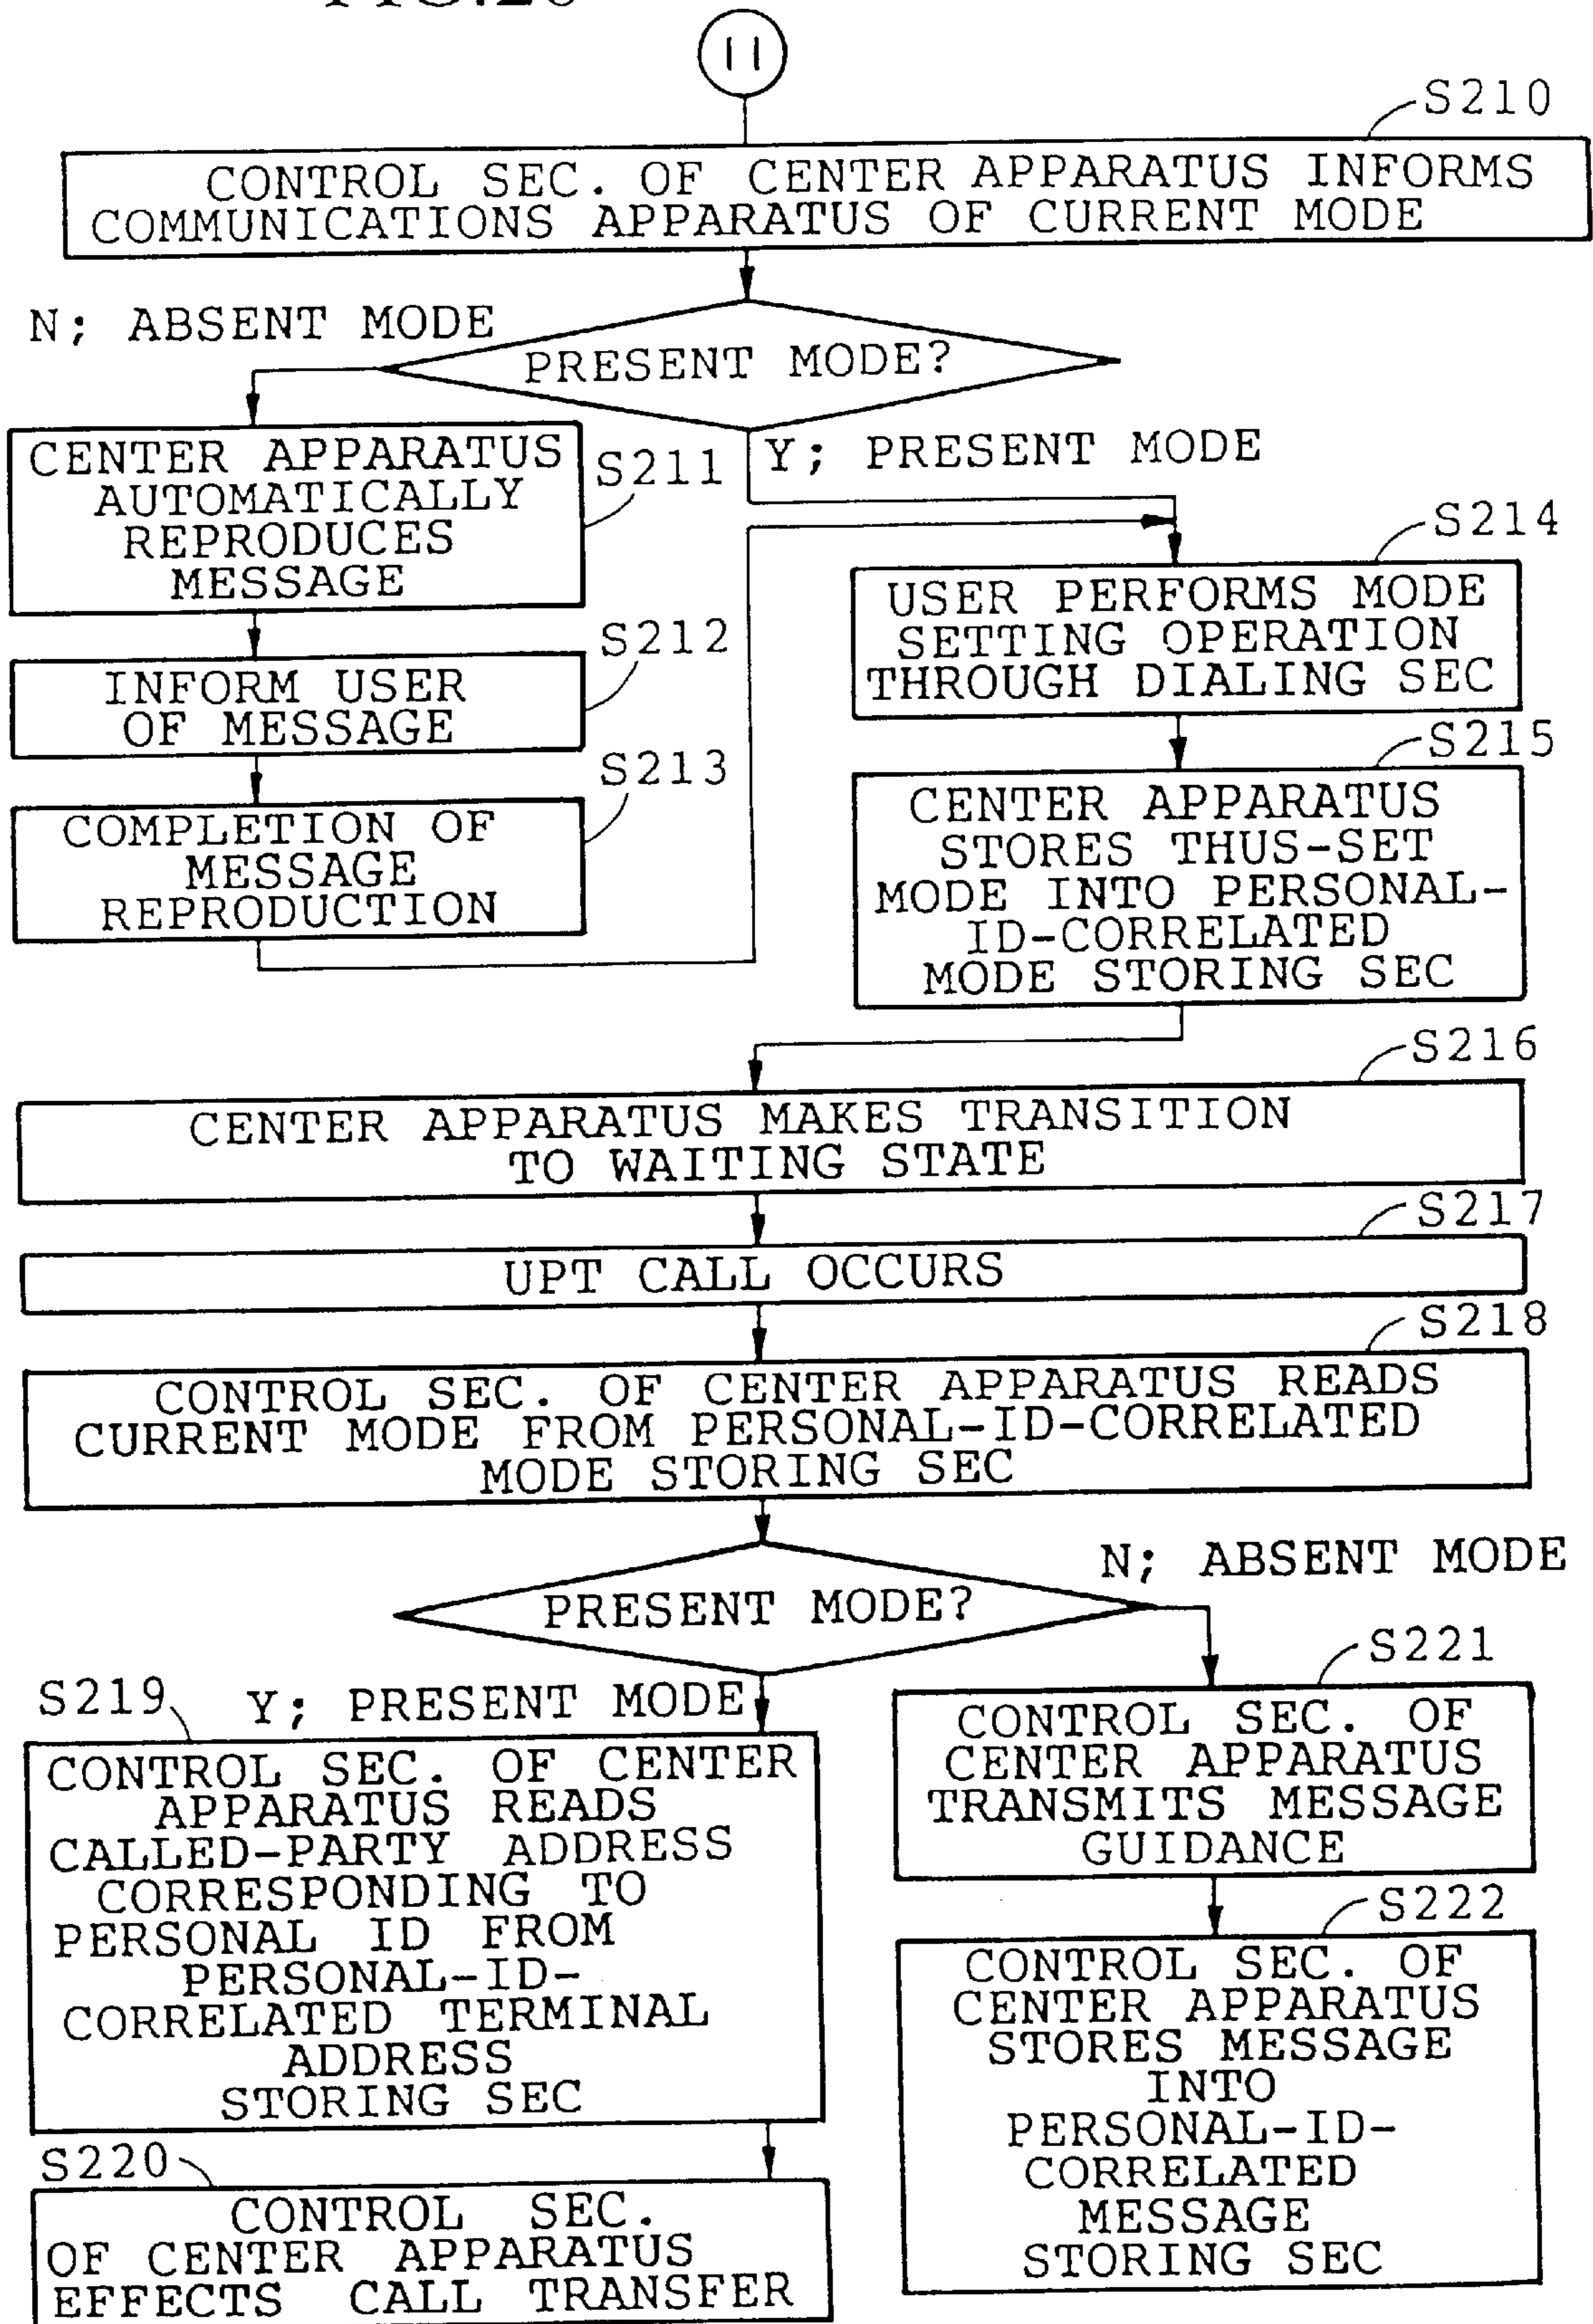 11
S210
CONTROL SEC. OF CENTER APPARATUS INFORMS
COMMUNICATIONS APPARATUS OF CURRENT MODE
N; ABSENT MODE
PRESENT MODE?
Y; PRESENT MODE
CENTER APPARATUS
AUTOMATICALLY
REPRODUCES
MESSAGE
S211
INFORM USER
OF MESSAGE
S212
COMPLETION OF
MESSAGE
REPRODUCTION
S213
S214
USER PERFORMS MODE
SETTING OPERATION
THROUGH DIALING SEC
S215
CENTER APPARATUS
STORES THUS-SET
MODE INTO PERSONAL-
ID-CORRELATED
MODE STORING SEC
S216
CENTER APPARATUS MAKES TRANSITION
TO WAITING STATE
S217
UPT CALL OCCURS
S218
CONTROL SEC. OF CENTER APPARATUS READS
CURRENT MODE FROM PERSONAL-ID-CORRELATED
MODE STORING SEC
N; ABSENT MODE
PRESENT MODE?
S219
Y; PRESENT MODE
CONTROL SEC. OF CENTER
APPARATUS READS
CALLED-PARTY ADDRESS
CORRESPONDING TO
PERSONAL ID FROM
PERSONAL-ID-
CORRELATED TERMINAL
ADDRESS
STORING SEC
S220
CONTROL SEC.
OF CENTER APPARATUS
EFFECTS CALL TRANSFER
S221
CONTROL SEC. OF
CENTER APPARATUS
TRANSMITS MESSAGE
GUIDANCE
S222
CONTROL SEC. OF
CENTER APPARATUS
STORES MESSAGE
INTO
PERSONAL-ID-
CORRELATED
MESSAGE
STORING SEC